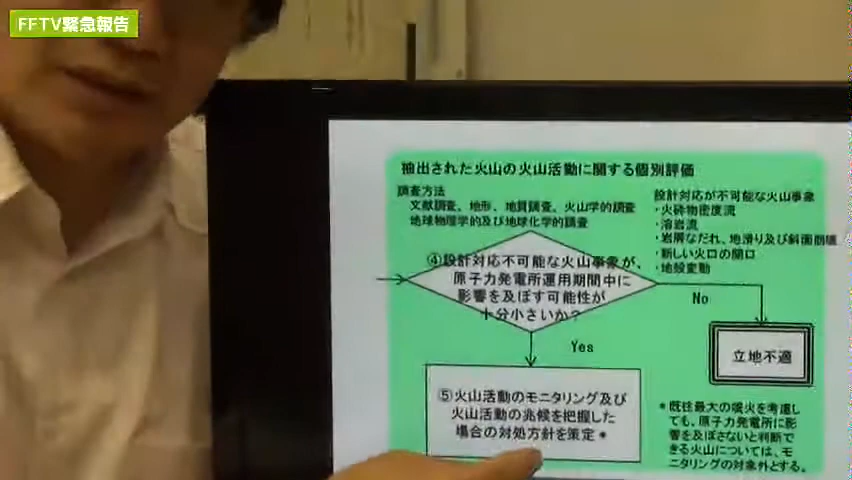 FFTV緊急報告
抽出された火山の火山活動に関する個別評価
調査方法
文献調査、地形、地質調査、火山学的調査
地球物理学的及び地球化学的調査
設計対応が不可能な火山事象
・火砕物密度流
・溶岩流
・岩屑なだれ、地滑り及び斜面崩壊
・新しい火口の開口
・地殻変動
④設計対応不可能な火山事象が、
原子力発電所運用期間中に
影響を及ぼす可能性が
十分小さいか?
No
立地不適
Yes
⑤火山活動のモニタリング及び
火山活動の兆候を把握した
場合の対処方針を策定*
*既往最大の噴火を考慮し
ても、原子力発電所に影
響を及ぼさないと判断で
きる火山については、モ
ニタリングの対象外とする。